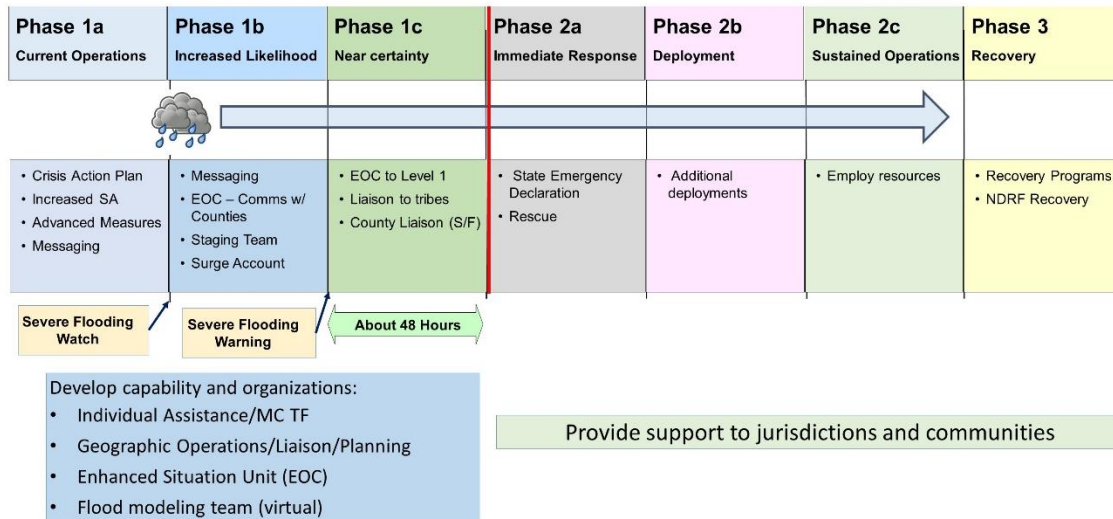 Phase 1a
Current Operations
Phase 1b
Increased Likelihood
Phase 1c
Near certainty
Phase 2a
Immediate Response
Phase 2b
Deployment
Phase 2c
Sustained Operations
Phase 3
Recovery
• Crisis Action Plan
• Increased SA
• Advanced Measures
• Messaging
• Messaging
• EOC – Comms w/
Counties
• Staging Team
• Surge Account
• EOC to Level 1
• Liaison to tribes
• County Liaison (S/F)
• State Emergency
Declaration
• Rescue
• Additional
deployments
• Employ resources
• Recovery Programs
• NDRF Recovery
Severe Flooding
Watch
Severe Flooding
Warning
About 48 Hours
Develop capability and organizations:
• Individual Assistance/MC TF
• Geographic Operations/Liaison/Planning
• Enhanced Situation Unit (EOC)
• Flood modeling team (virtual)
Provide support to jurisdictions and communities